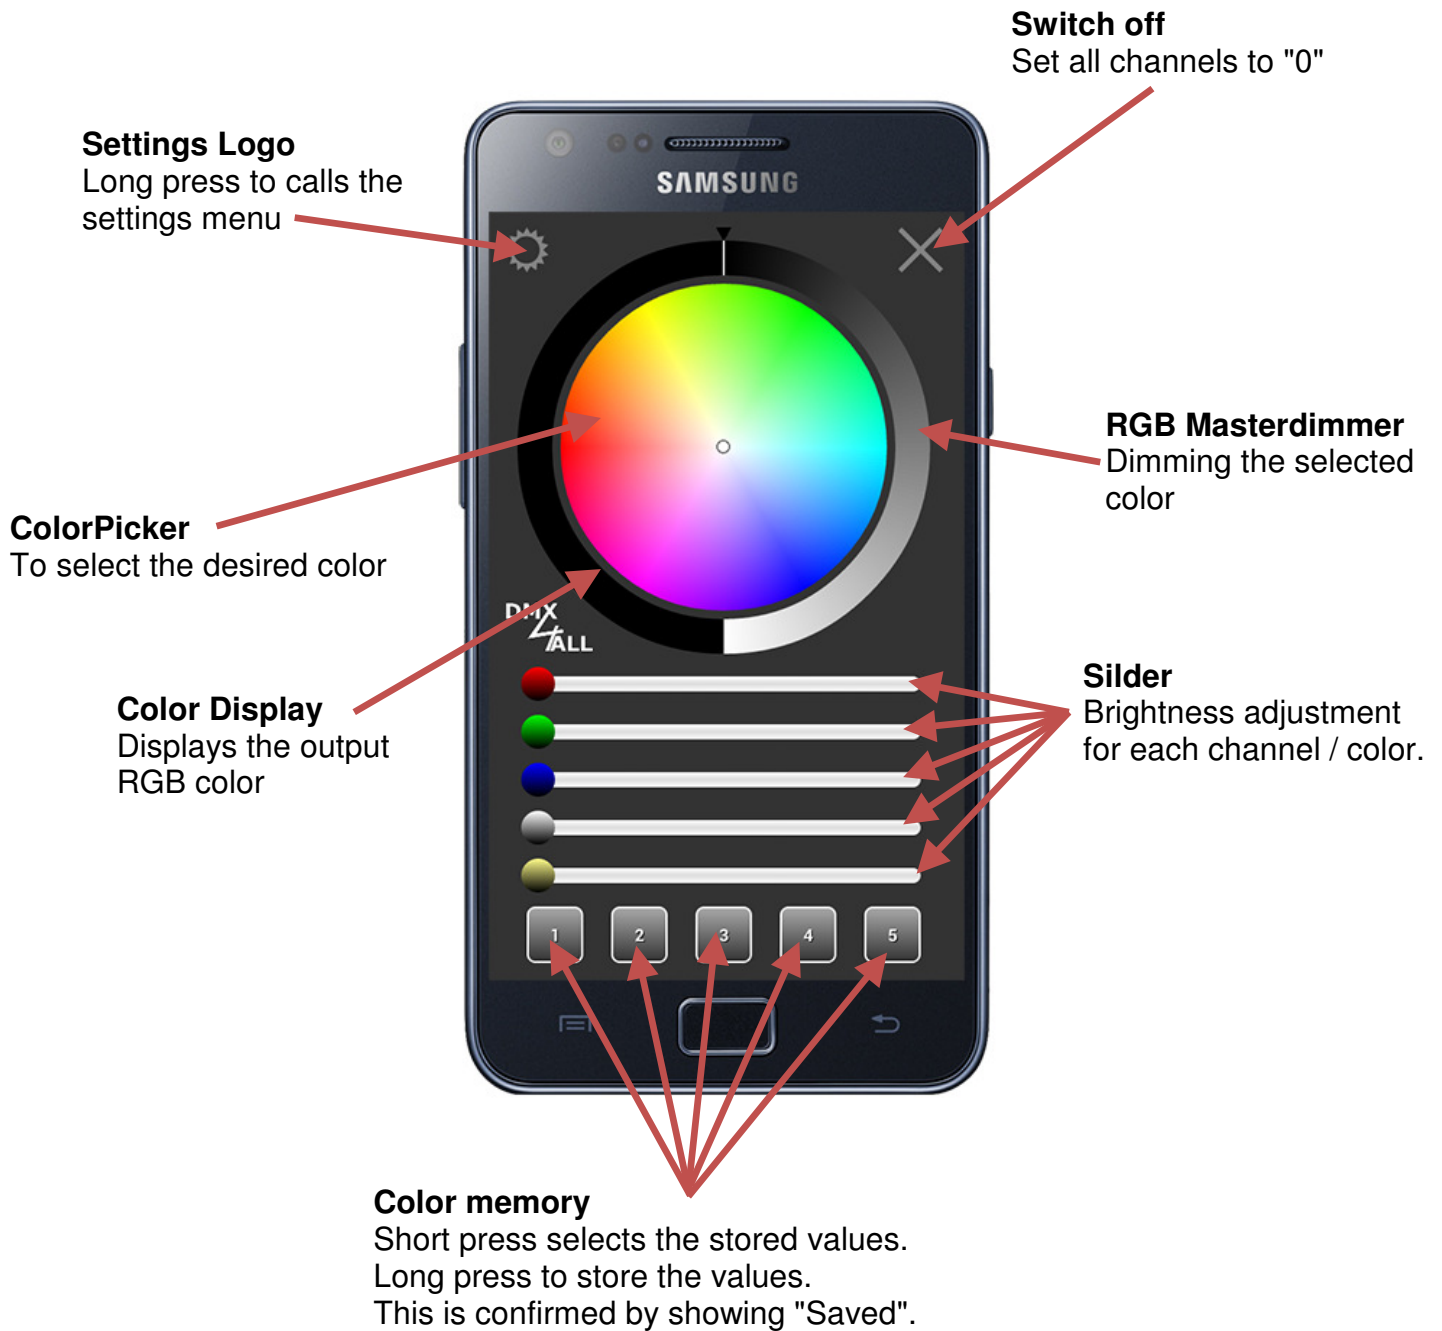 Switch off
Set all channels to "0"
Settings Logo
Long press to calls the
settings menu
SAMSUNG
RGB Masterdimmer
Dimming the selected
color
ColorPicker
To select the desired color
DMX
4
ALL
Color Display
Displays the output
RGB color
Silder
Brightness adjustment
for each channel / color.
1 2 3 4 5
Color memory
Short press selects the stored values.
Long press to store the values.
This is confirmed by showing "Saved".